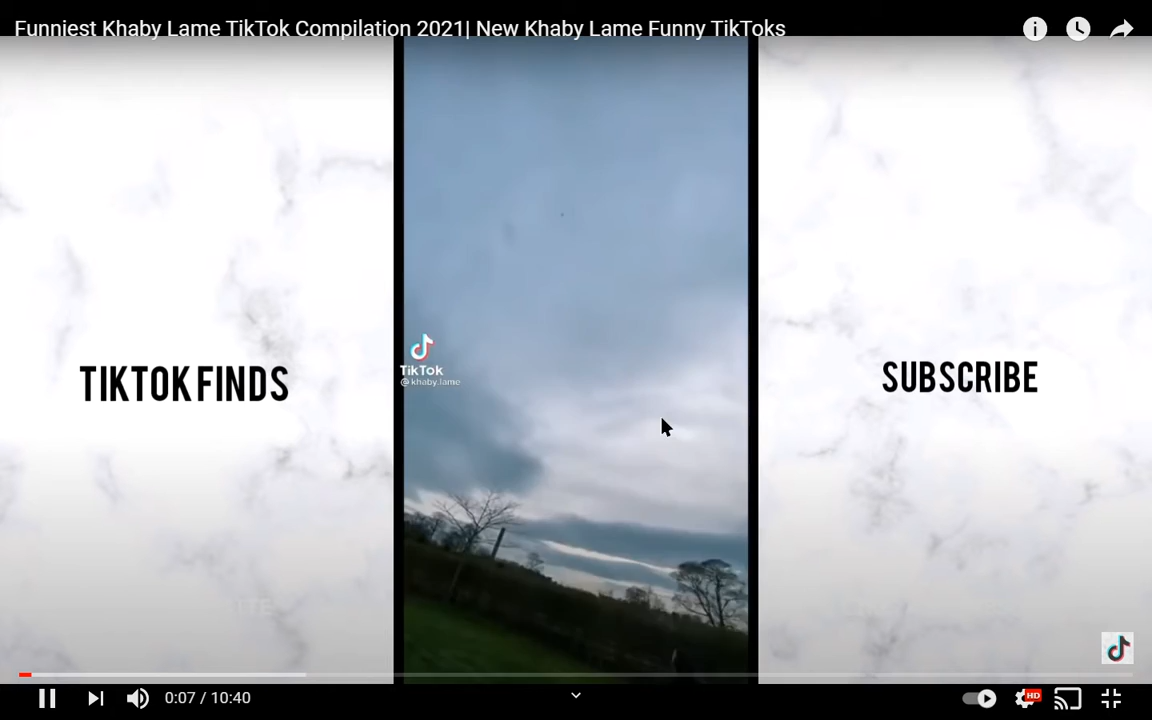 Funniest Khaby Lame TikTok Compilation 2021| New Khaby Lame Funny TikToks
TikTok
@khaby.lame
TIKTOK FINDS
SUBSCRIBE
0:07 / 10:40
HD